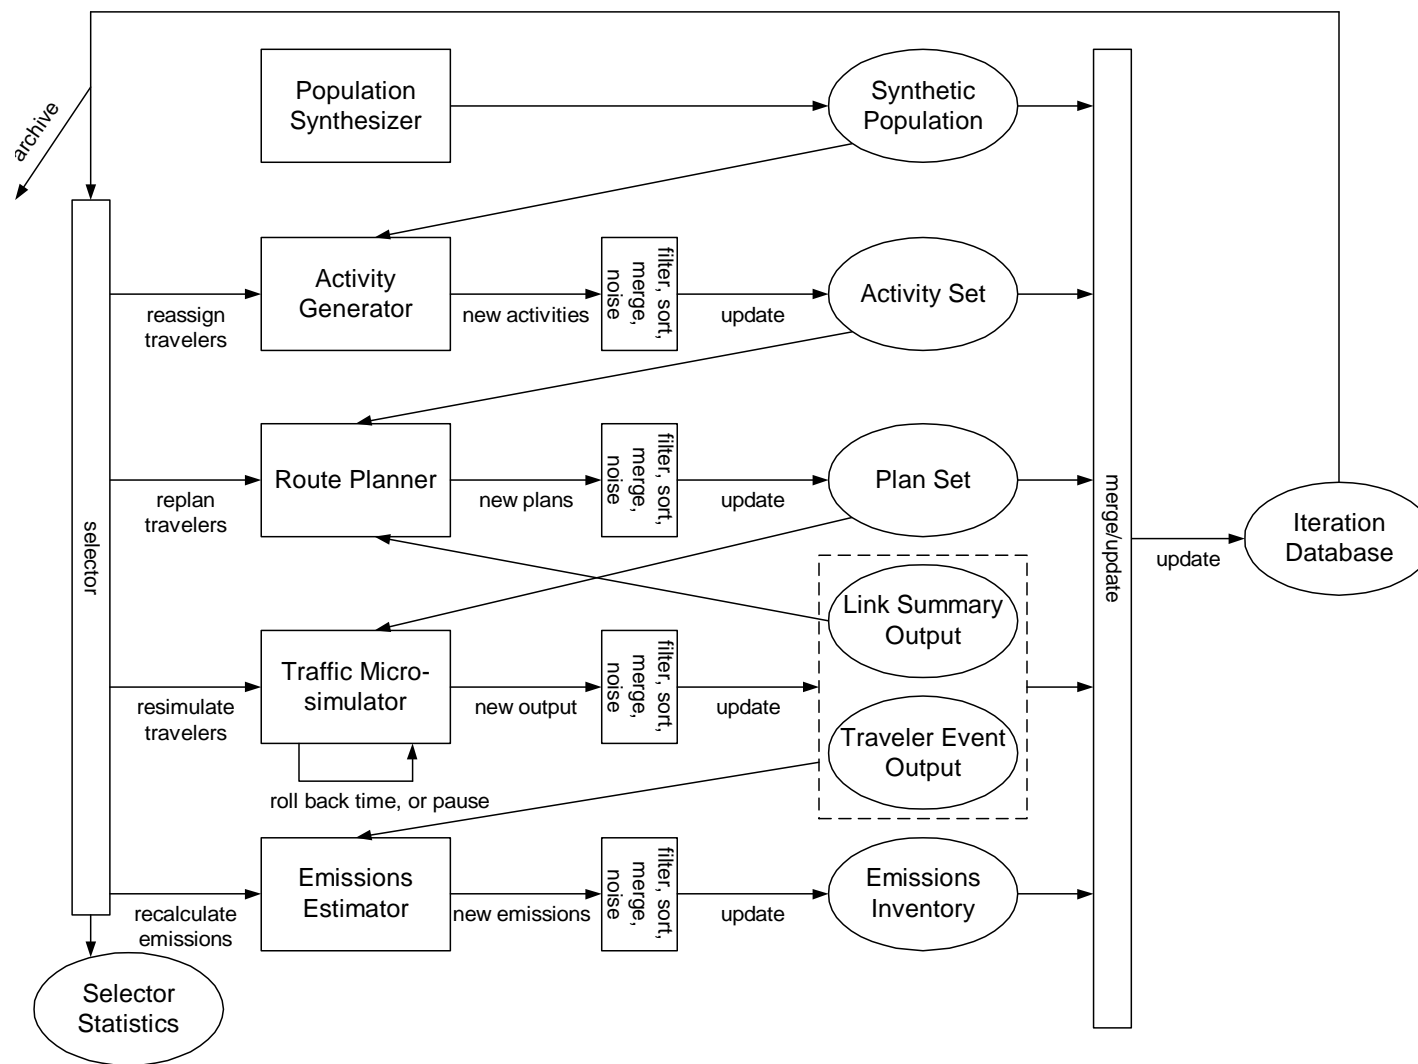 archive
Population
Synthesizer
Synthetic
Population
selector
reassign
travelers
Activity
Generator
new activities
filter, sort,
merge,
noise
update
Activity Set
replan
travelers
Route Planner
new plans
filter, sort,
merge,
noise
update
Plan Set
merge/update
update
Iteration
Database
Link Summary
Output
resimulate
travelers
Traffic Micro-
simulator
new output
filter, sort,
merge,
noise
update
Traveler Event
Output
roll back time, or pause
recalculate
emissions
Emissions
Estimator
new emissions
filter, sort,
merge,
noise
update
Emissions
Inventory
Selector
Statistics